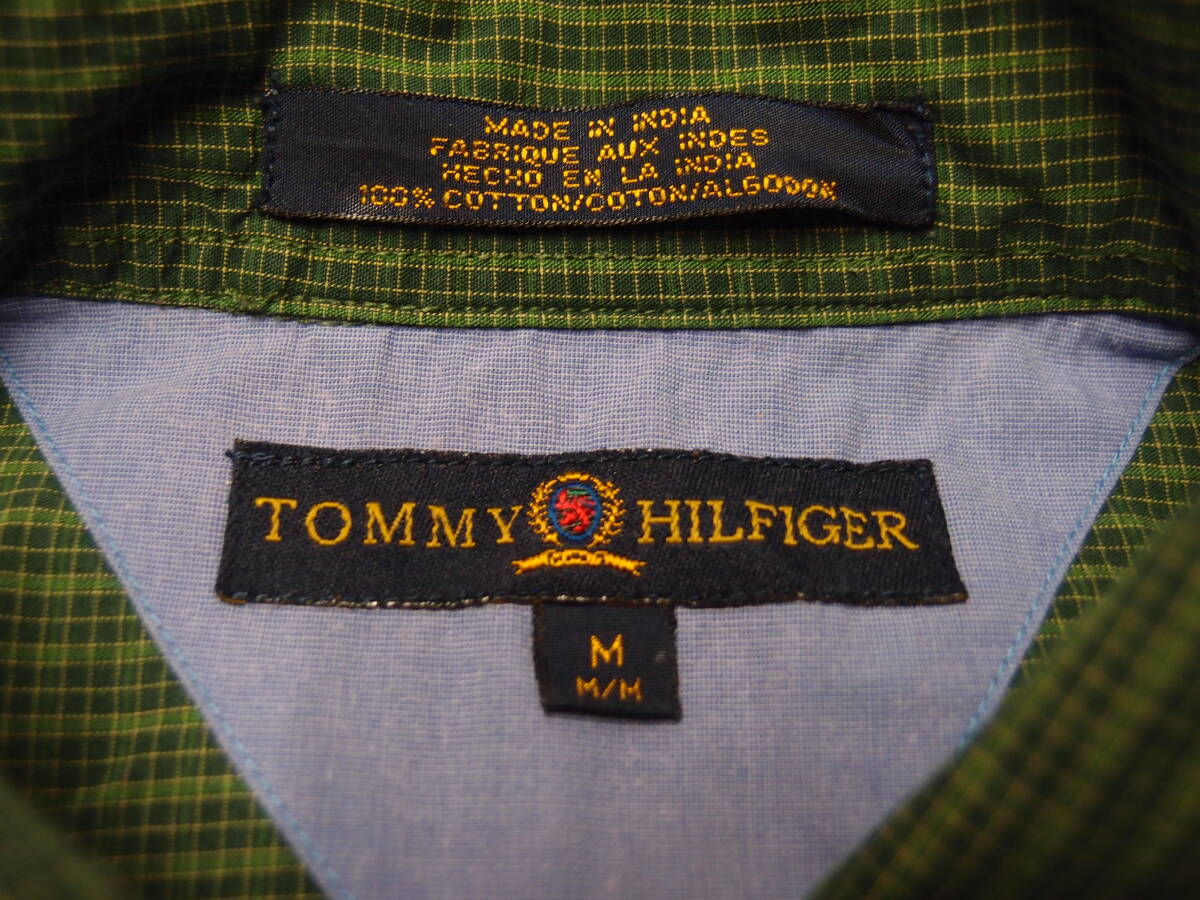 MADE IN INDIA
FABRIQUE AUX INDES
HECHO EN LA INDIA
100% COTTON/COTON/ALGODON
TOMMY HILFIGER
M
M/M